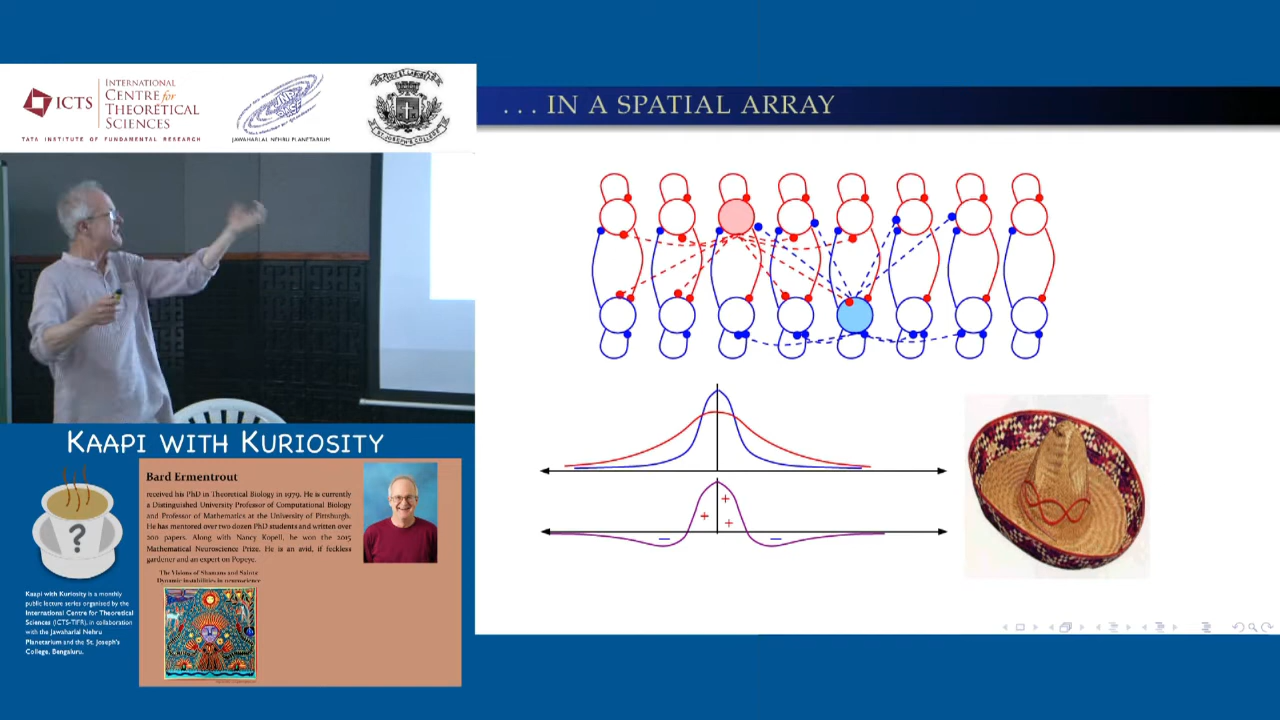 ICTS
INTERNATIONAL
CENTRE for
THEORETICAL
SCIENCES
TATA INSTITUTE OF FUNDAMENTAL RESEARCH
JAWAHARLAL NEHRU PLANETARIUM
. . . IN A SPATIAL ARRAY
KAAPI WITH KURIOSITY
?
Bard Ermentrout
received his PhD in Theoretical Biology in 1979. He is currently
a Distinguished University Professor of Computational Biology
and Professor of Mathematics at the University of Pittsburgh.
He has mentored over two dozen PhD students and written over
200 papers. Along with Nancy Kopell, he won the 2015
Mathematical Neuroscience Prize. He is an avid, if feckless
gardener and an expert on Popeye.
The Visions of Shamans and Saints:
Dynamic instabilities in neuroscience
Kaapi with Kuriosity is a monthly
public lecture series organised by the
International Centre for Theoretical
Sciences (ICTS-TIFR), in collaboration
with the Jawaharlal Nehru
Planetarium and the St. Joseph's
College, Bengaluru.
+
+ +
− −